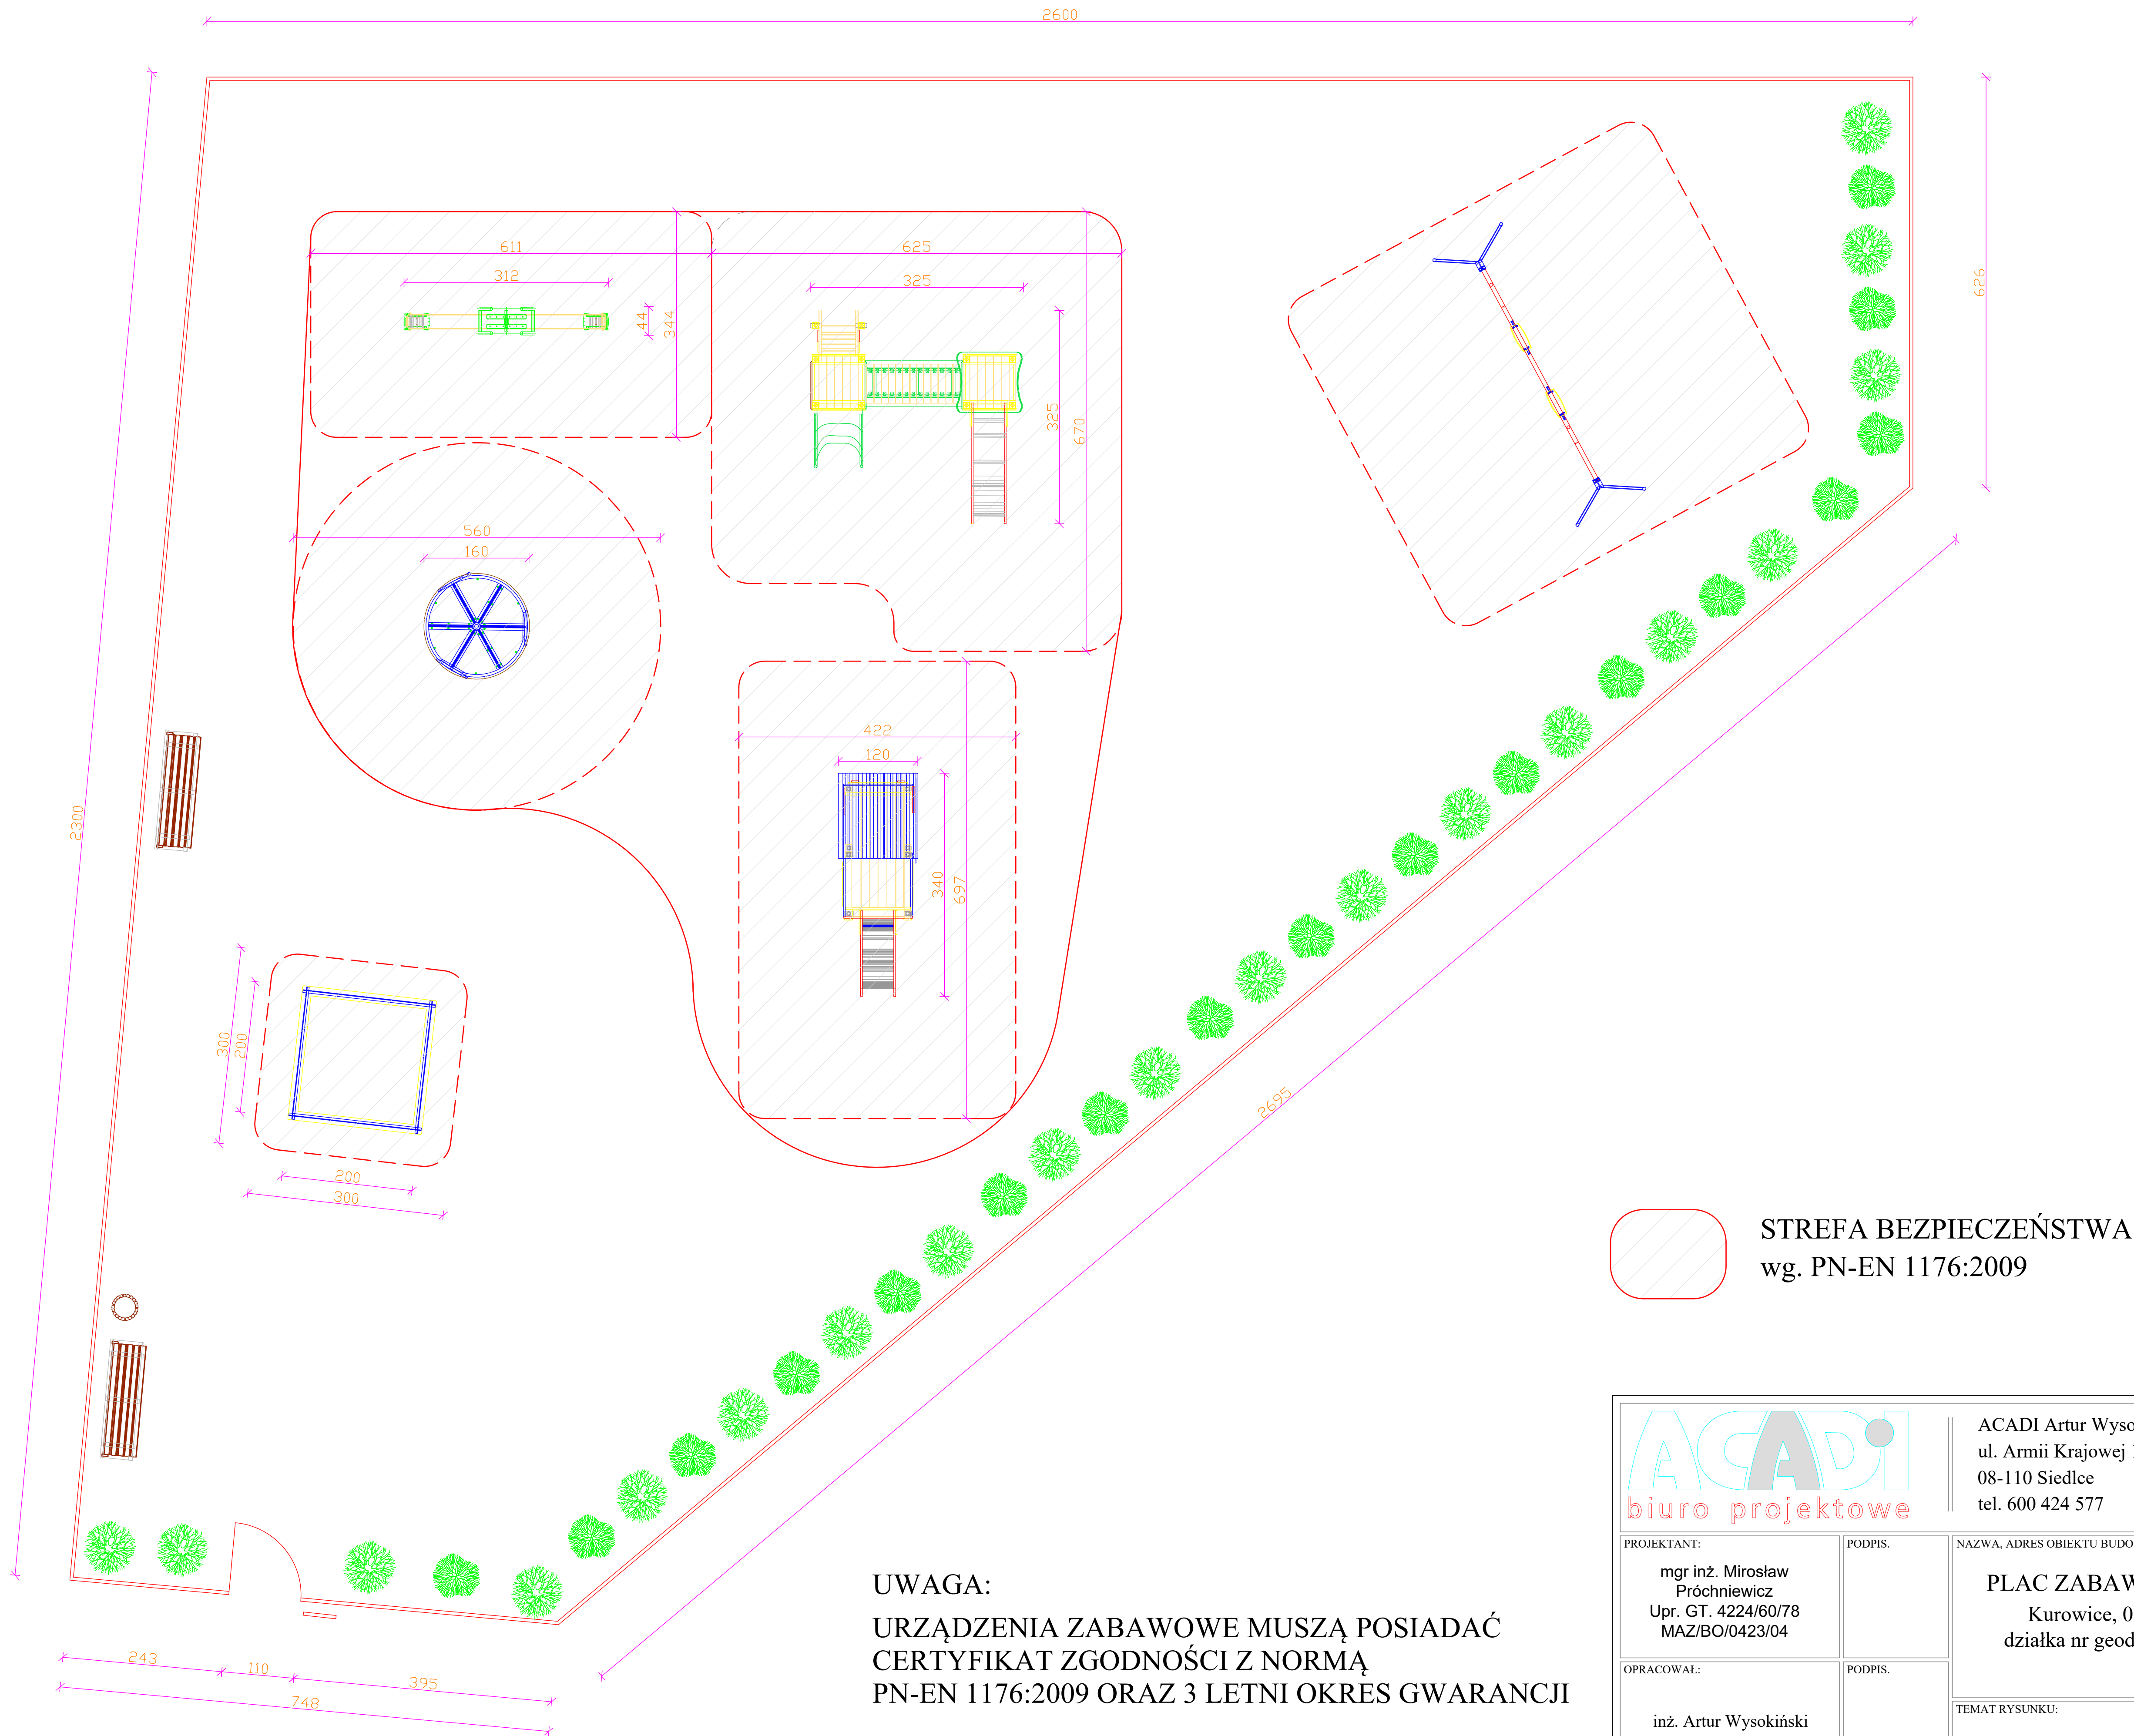 2600
626
611
625
312
325
44
344
325
670
560
160
422
120
2300
340
697
300
200
200
300
2695
STREFA BEZPIECZEŃSTWA
wg. PN-EN 1176:2009
243
110
395
748
UWAGA:
URZĄDZENIA ZABAWOWE MUSZĄ POSIADAĆ
CERTYFIKAT ZGODNOŚCI Z NORMĄ
PN-EN 1176:2009 ORAZ 3 LETNI OKRES GWARANCJI
ACADI
biuro projektowe
ACADI Artur
ul. Armii Krajowej
08-110 Siedlce
tel. 600 424 577
PROJEKTANT:
mgr inż. Mirosław
Próchniewicz
Upr. GT. 4224/60/78
MAZ/BO/0423/04
PODPIS.
NAZWA, ADRES OBIEKTU
PLAC
Kurowice,
działka nr
OPRACOWAŁ:
inż. Artur Wysokiński
PODPIS.
TEMAT RYSUNKU: